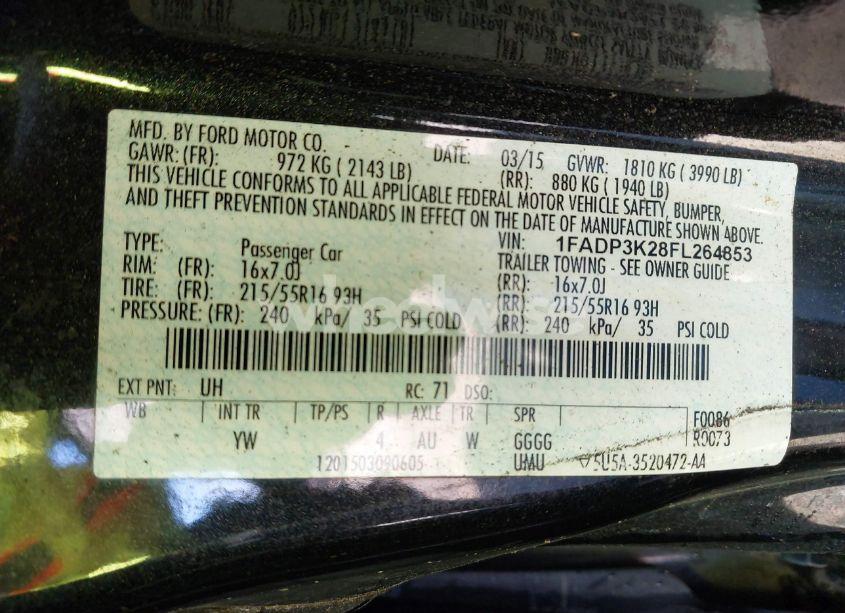 MFD. BY FORD MOTOR CO. DATE: 03/15 GVWR: 1810 KG ( 3990 LB)
GAWR: (FR): 972 KG ( 2143 LB) (RR): 880 KG ( 1940 LB)
THIS VEHICLE CONFORMS TO ALL APPLICABLE FEDERAL MOTOR VEHICLE SAFETY, BUMPER,
AND THEFT PREVENTION STANDARDS IN EFFECT ON THE DATE OF MANUFACTURE SHOWN ABOVE.
VIN: 1FADP3K28FL264853
TYPE: Passenger Car TRAILER TOWING - SEE OWNER GUIDE
RIM: (FR): 16x7.0J (RR): 16x7.0J
TIRE: (FR): 215/55R16 93H (RR): 215/55R16 93H
PRESSURE: (FR): 240 kPa/ 35 PSI COLD (RR): 240 kPa/ 35 PSI COLD
EXT PNT: UH RC: 71 DSO:
WB INT TR TP/PS R AXLE TR SPR F0086
YW 4 AU W GGGG R0073
1201503090605 UMU 5U5A-3520472-AA